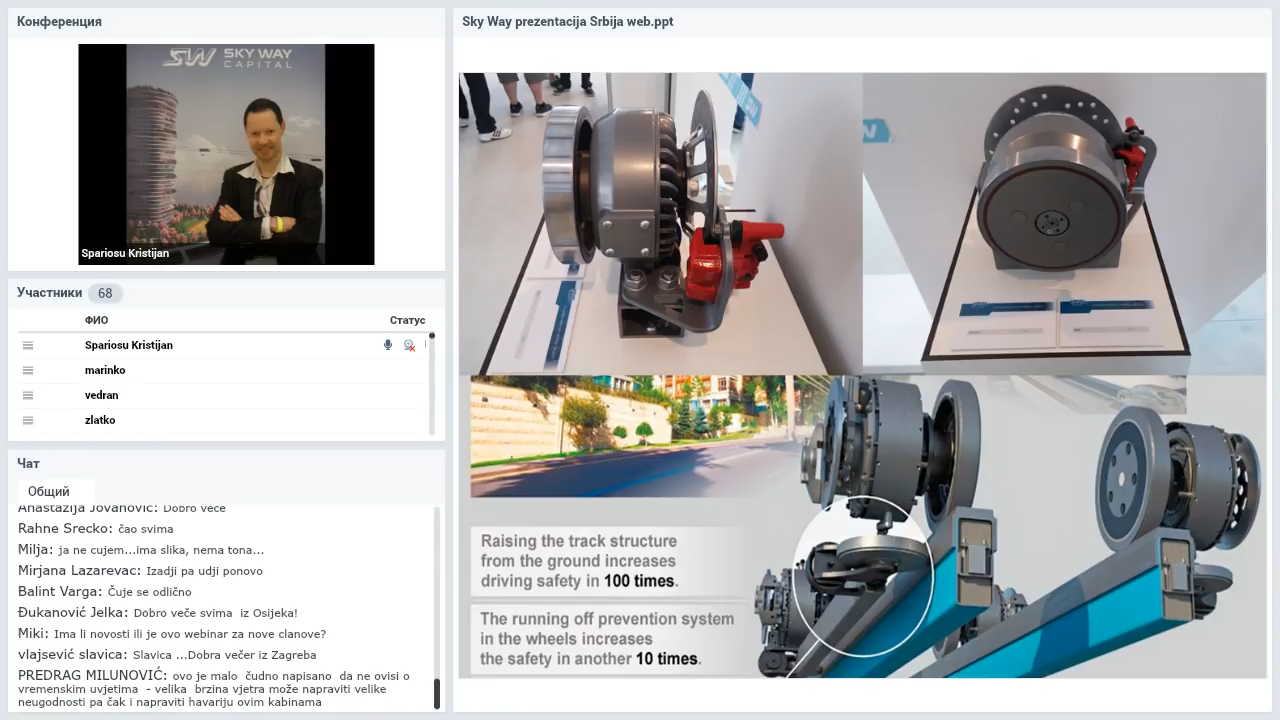 Конференция
SW SKY WAY
CAPITAL
Spariosu Kristijan
Участники 68
ФИО Статус
Spariosu Kristijan
marinko
vedran
zlatko
Чат
Общий
Anastazija Jovanović: Dobro veče
Rahne Srecko: čao svima
Milja: ja ne cujem...ima slika, nema tona...
Mirjana Lazarevac: Izadji pa udji ponovo
Balint Varga: Čuje se odlično
Đukanović Jelka: Dobro veče svima iz Osijeka!
Miki: Ima li novosti ili je ovo webinar za nove clanove?
vlajsević slavica: Slavica ...Dobra večer iz Zagreba
PREDRAG MILUNOVIĆ: ovo je malo čudno napisano da ne ovisi o
vremenskim uvjetima - velika brzina vjetra može napraviti velike
neugodnosti pa čak i napraviti havariju ovim kabinama
Sky Way prezentacija Srbija web.ppt
Raising the track structure
from the ground increases
driving safety in 100 times.
The running off prevention system
in the wheels increases
the safety in another 10 times.